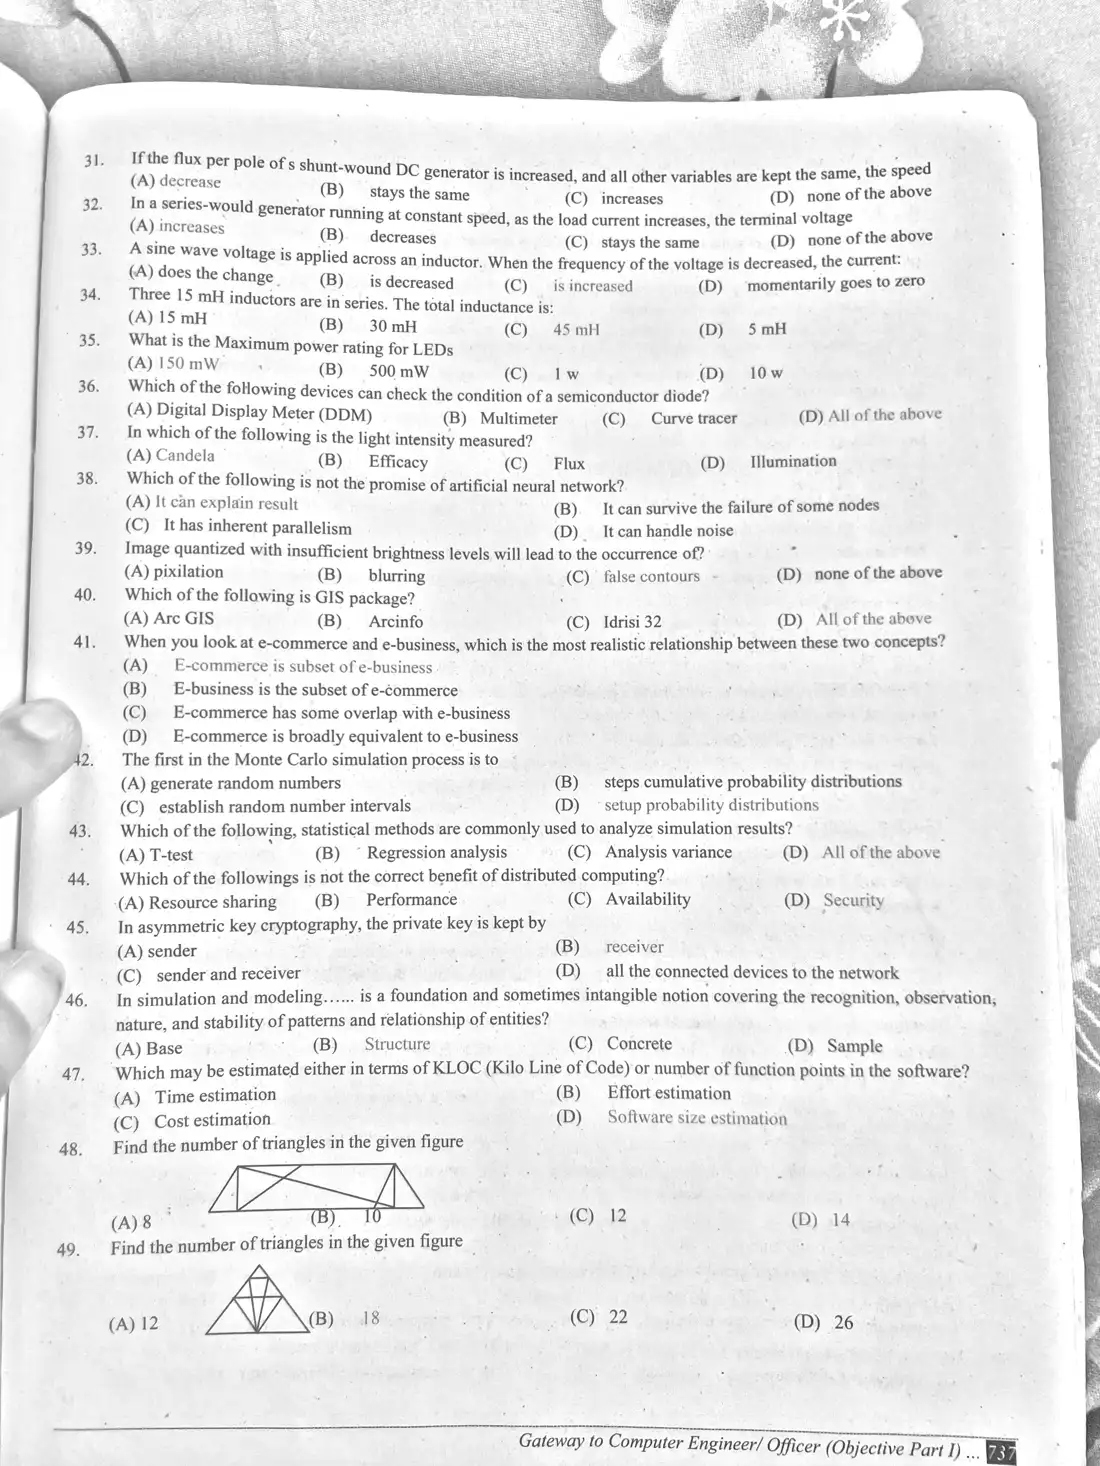 31. If the flux per pole of s shunt-wound DC generator is increased, and all other variables are kept the same, the speed
(A) decrease (B) stays the same (C) increases (D) none of the above
32. In a series-would generator running at constant speed, as the load current increases, the terminal voltage
(A) increases (B) decreases (C) stays the same (D) none of the above
33. A sine wave voltage is applied across an inductor. When the frequency of the voltage is decreased, the current:
(A) does the change (B) is decreased (C) is increased (D) momentarily goes to zero
34. Three 15 mH inductors are in series. The total inductance is:
(A) 15 mH (B) 30 mH (C) 45 mH (D) 5 mH
35. What is the Maximum power rating for LEDs
(A) 150 mW (B) 500 mW (C) 1 w (D) 10 w
36. Which of the following devices can check the condition of a semiconductor diode?
(A) Digital Display Meter (DDM) (B) Multimeter (C) Curve tracer (D) All of the above
37. In which of the following is the light intensity measured?
(A) Candela (B) Efficacy (C) Flux (D) Illumination
38. Which of the following is not the promise of artificial neural network?
(A) It can explain result (B) It can survive the failure of some nodes
(C) It has inherent parallelism (D) It can handle noise
39. Image quantized with insufficient brightness levels will lead to the occurrence of?
(A) pixilation (B) blurring (C) false contours (D) none of the above
40. Which of the following is GIS package?
(A) Arc GIS (B) Arcinfo (C) Idrisi 32 (D) All of the above
41. When you look at e-commerce and e-business, which is the most realistic relationship between these two concepts?
(A) E-commerce is subset of e-business
(B) E-business is the subset of e-commerce
(C) E-commerce has some overlap with e-business
(D) E-commerce is broadly equivalent to e-business
42. The first in the Monte Carlo simulation process is to
(A) generate random numbers (B) steps cumulative probability distributions
(C) establish random number intervals (D) setup probability distributions
43. Which of the following, statistical methods are commonly used to analyze simulation results?
(A) T-test (B) Regression analysis (C) Analysis variance (D) All of the above
44. Which of the followings is not the correct benefit of distributed computing?
(A) Resource sharing (B) Performance (C) Availability (D) Security
45. In asymmetric key cryptography, the private key is kept by
(A) sender (B) receiver
(C) sender and receiver (D) all the connected devices to the network
46. In simulation and modeling...... is a foundation and sometimes intangible notion covering the recognition, observation,
nature, and stability of patterns and relationship of entities?
(A) Base (B) Structure (C) Concrete (D) Sample
47. Which may be estimated either in terms of KLOC (Kilo Line of Code) or number of function points in the software?
(A) Time estimation (B) Effort estimation
(C) Cost estimation (D) Software size estimation
48. Find the number of triangles in the given figure
(A) 8 (B) 10 (C) 12 (D) 14
49. Find the number of triangles in the given figure
(A) 12 (B) 18 (C) 22 (D) 26
Gateway to Computer Engineer/ Officer (Objective Part I) ... 737